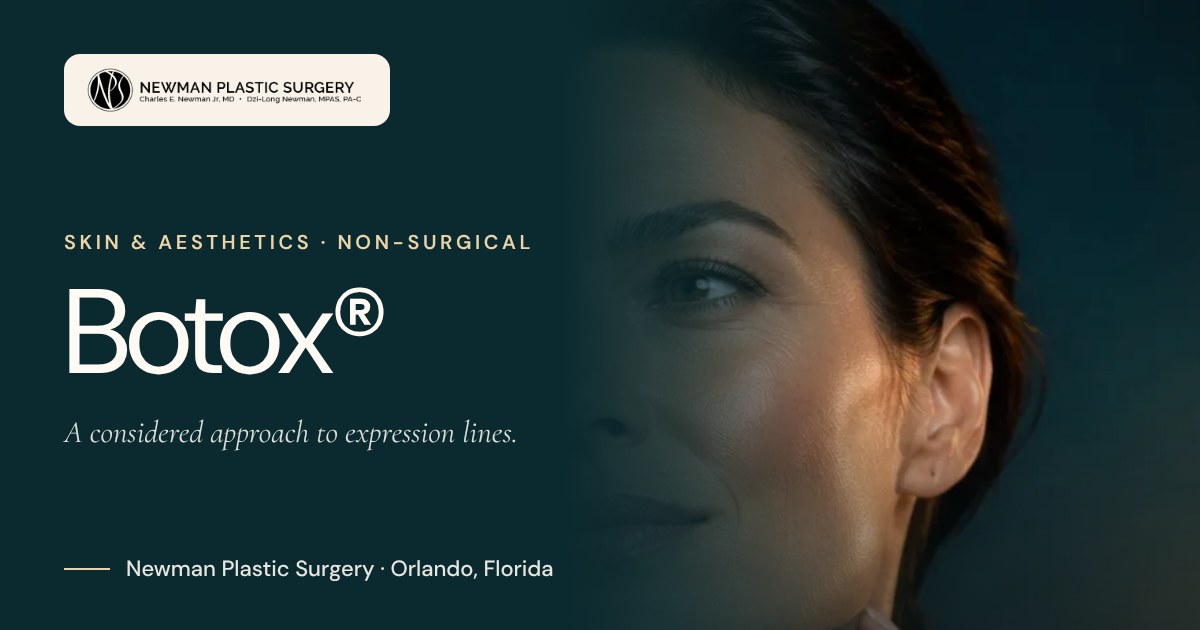 NPS
NEWMAN PLASTIC SURGERY
Charles E. Newman Jr, MD • Dzi-Long Newman, MPAS, PA-C
SKIN & AESTHETICS · NON-SURGICAL
Botox®
A considered approach to expression lines.
Newman Plastic Surgery · Orlando, Florida